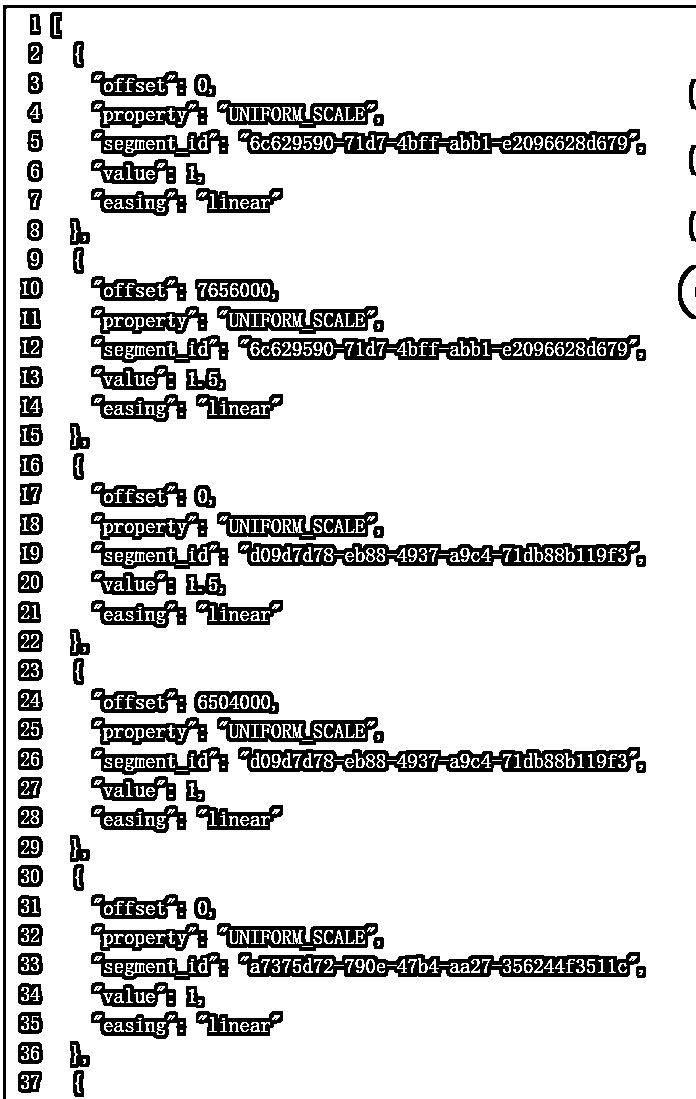 1 [
2 {
3 "offset": 0,
4 "property": "UNIFORM_SCALE",
5 "segment_id": "6c629590-71d7-4bff-abb1-e2096628d679",
6 "value": 1,
7 "easing": "linear"
8 },
9 {
10 "offset": 7656000,
11 "property": "UNIFORM_SCALE",
12 "segment_id": "6c629590-71d7-4bff-abb1-e2096628d679",
13 "value": 1.5,
14 "easing": "linear"
15 },
16 {
17 "offset": 0,
18 "property": "UNIFORM_SCALE",
19 "segment_id": "d09d7d78-eb88-4937-a9c4-71db88b119f3",
20 "value": 1.5,
21 "easing": "linear"
22 },
23 {
24 "offset": 6504000,
25 "property": "UNIFORM_SCALE",
26 "segment_id": "d09d7d78-eb88-4937-a9c4-71db88b119f3",
27 "value": 1,
28 "easing": "linear"
29 },
30 {
31 "offset": 0,
32 "property": "UNIFORM_SCALE",
33 "segment_id": "a7375d72-790e-47b4-aa27-356244f3511c",
34 "value": 1,
35 "easing": "linear"
36 },
37 {